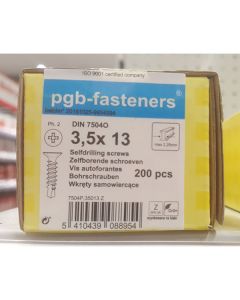 ISO 9001 certified company
pgb-fasteners®
Ph. 2
DIN 7504O
3,5x 13
Selfdrilling screws
Zelfborende schroeven
Vis autoforantes
Bohrschrauben
Wkręty samowiercące
200 pcs
7504P.35013 Z
5 410439 088954